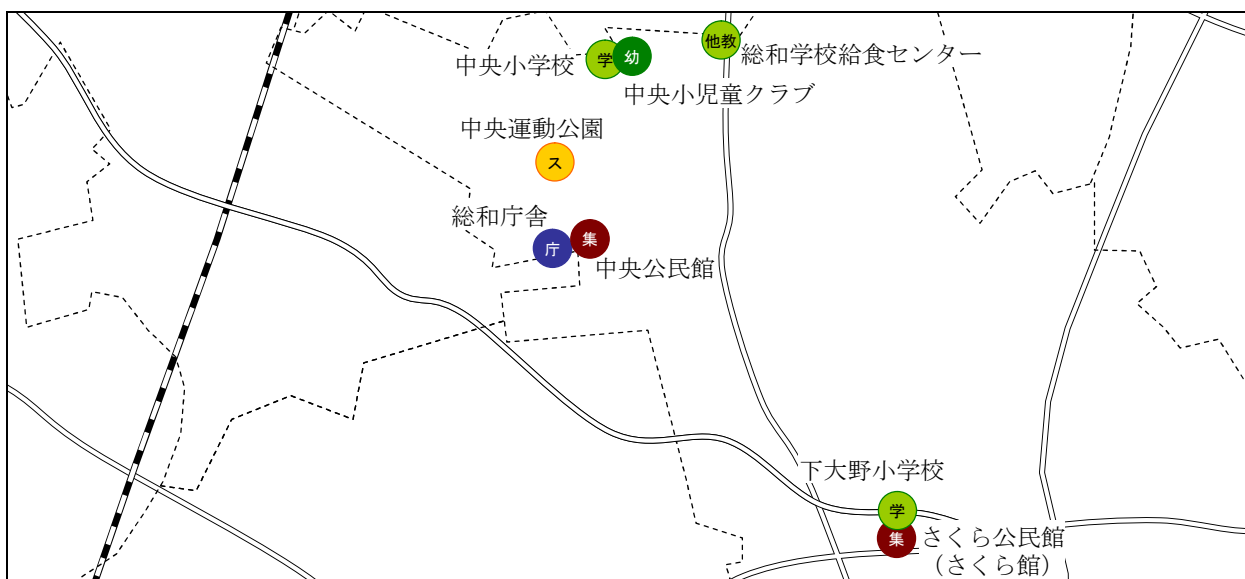 他教
総和学校給食センター
中央小学校
学
幼
中央小児童クラブ
中央運動公園
ス
総和庁舎
庁
集
中央公民館
下大野小学校
学
集
さくら公民館
（さくら館）